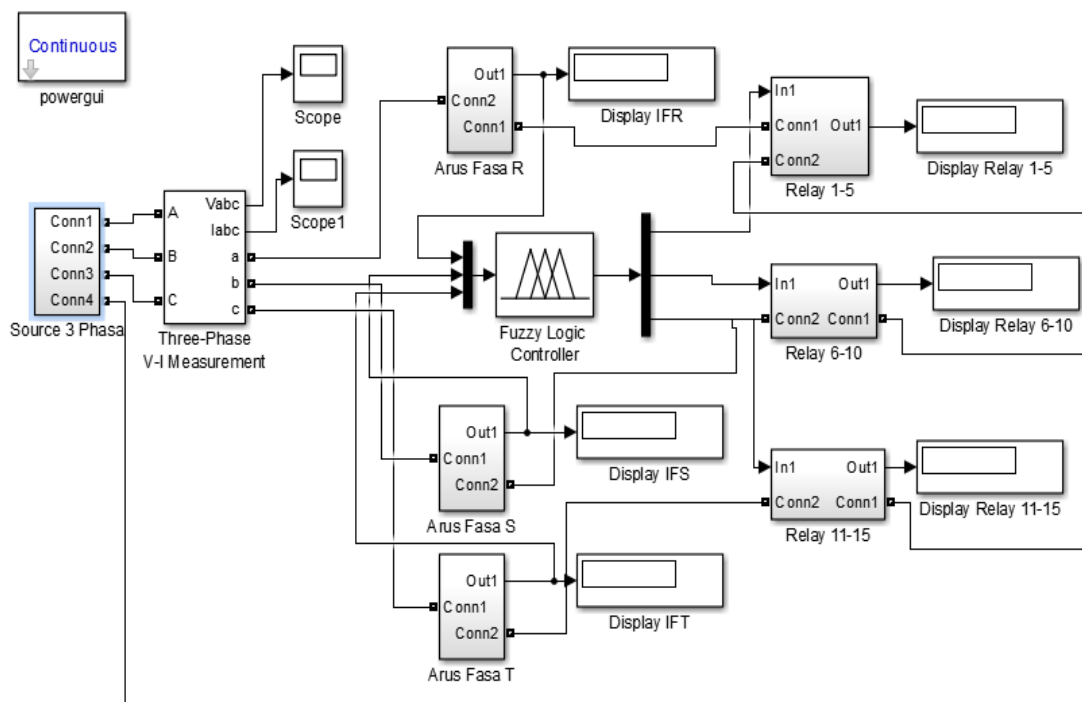 Continuous
powergui
Scope
Scope1
Conn1
Conn2
Conn3
Conn4
Source 3 Phasa
A
B
C
Vabc
Iabc
a
b
c
Three-Phase
V-I Measurement
Out1
Conn2
Conn1
Arus Fasa R
Display IFR
Fuzzy Logic
Controller
Out1
Conn1
Conn2
Arus Fasa S
Display IFS
Out1
Conn1
Conn2
Arus Fasa T
Display IFT
In1
Conn1
Out1
Conn2
Relay 1-5
Display Relay 1-5
In1
Out1
Conn2
Conn1
Relay 6-10
Display Relay 6-10
In1
Out1
Conn2
Conn1
Relay 11-15
Display Relay 11-15